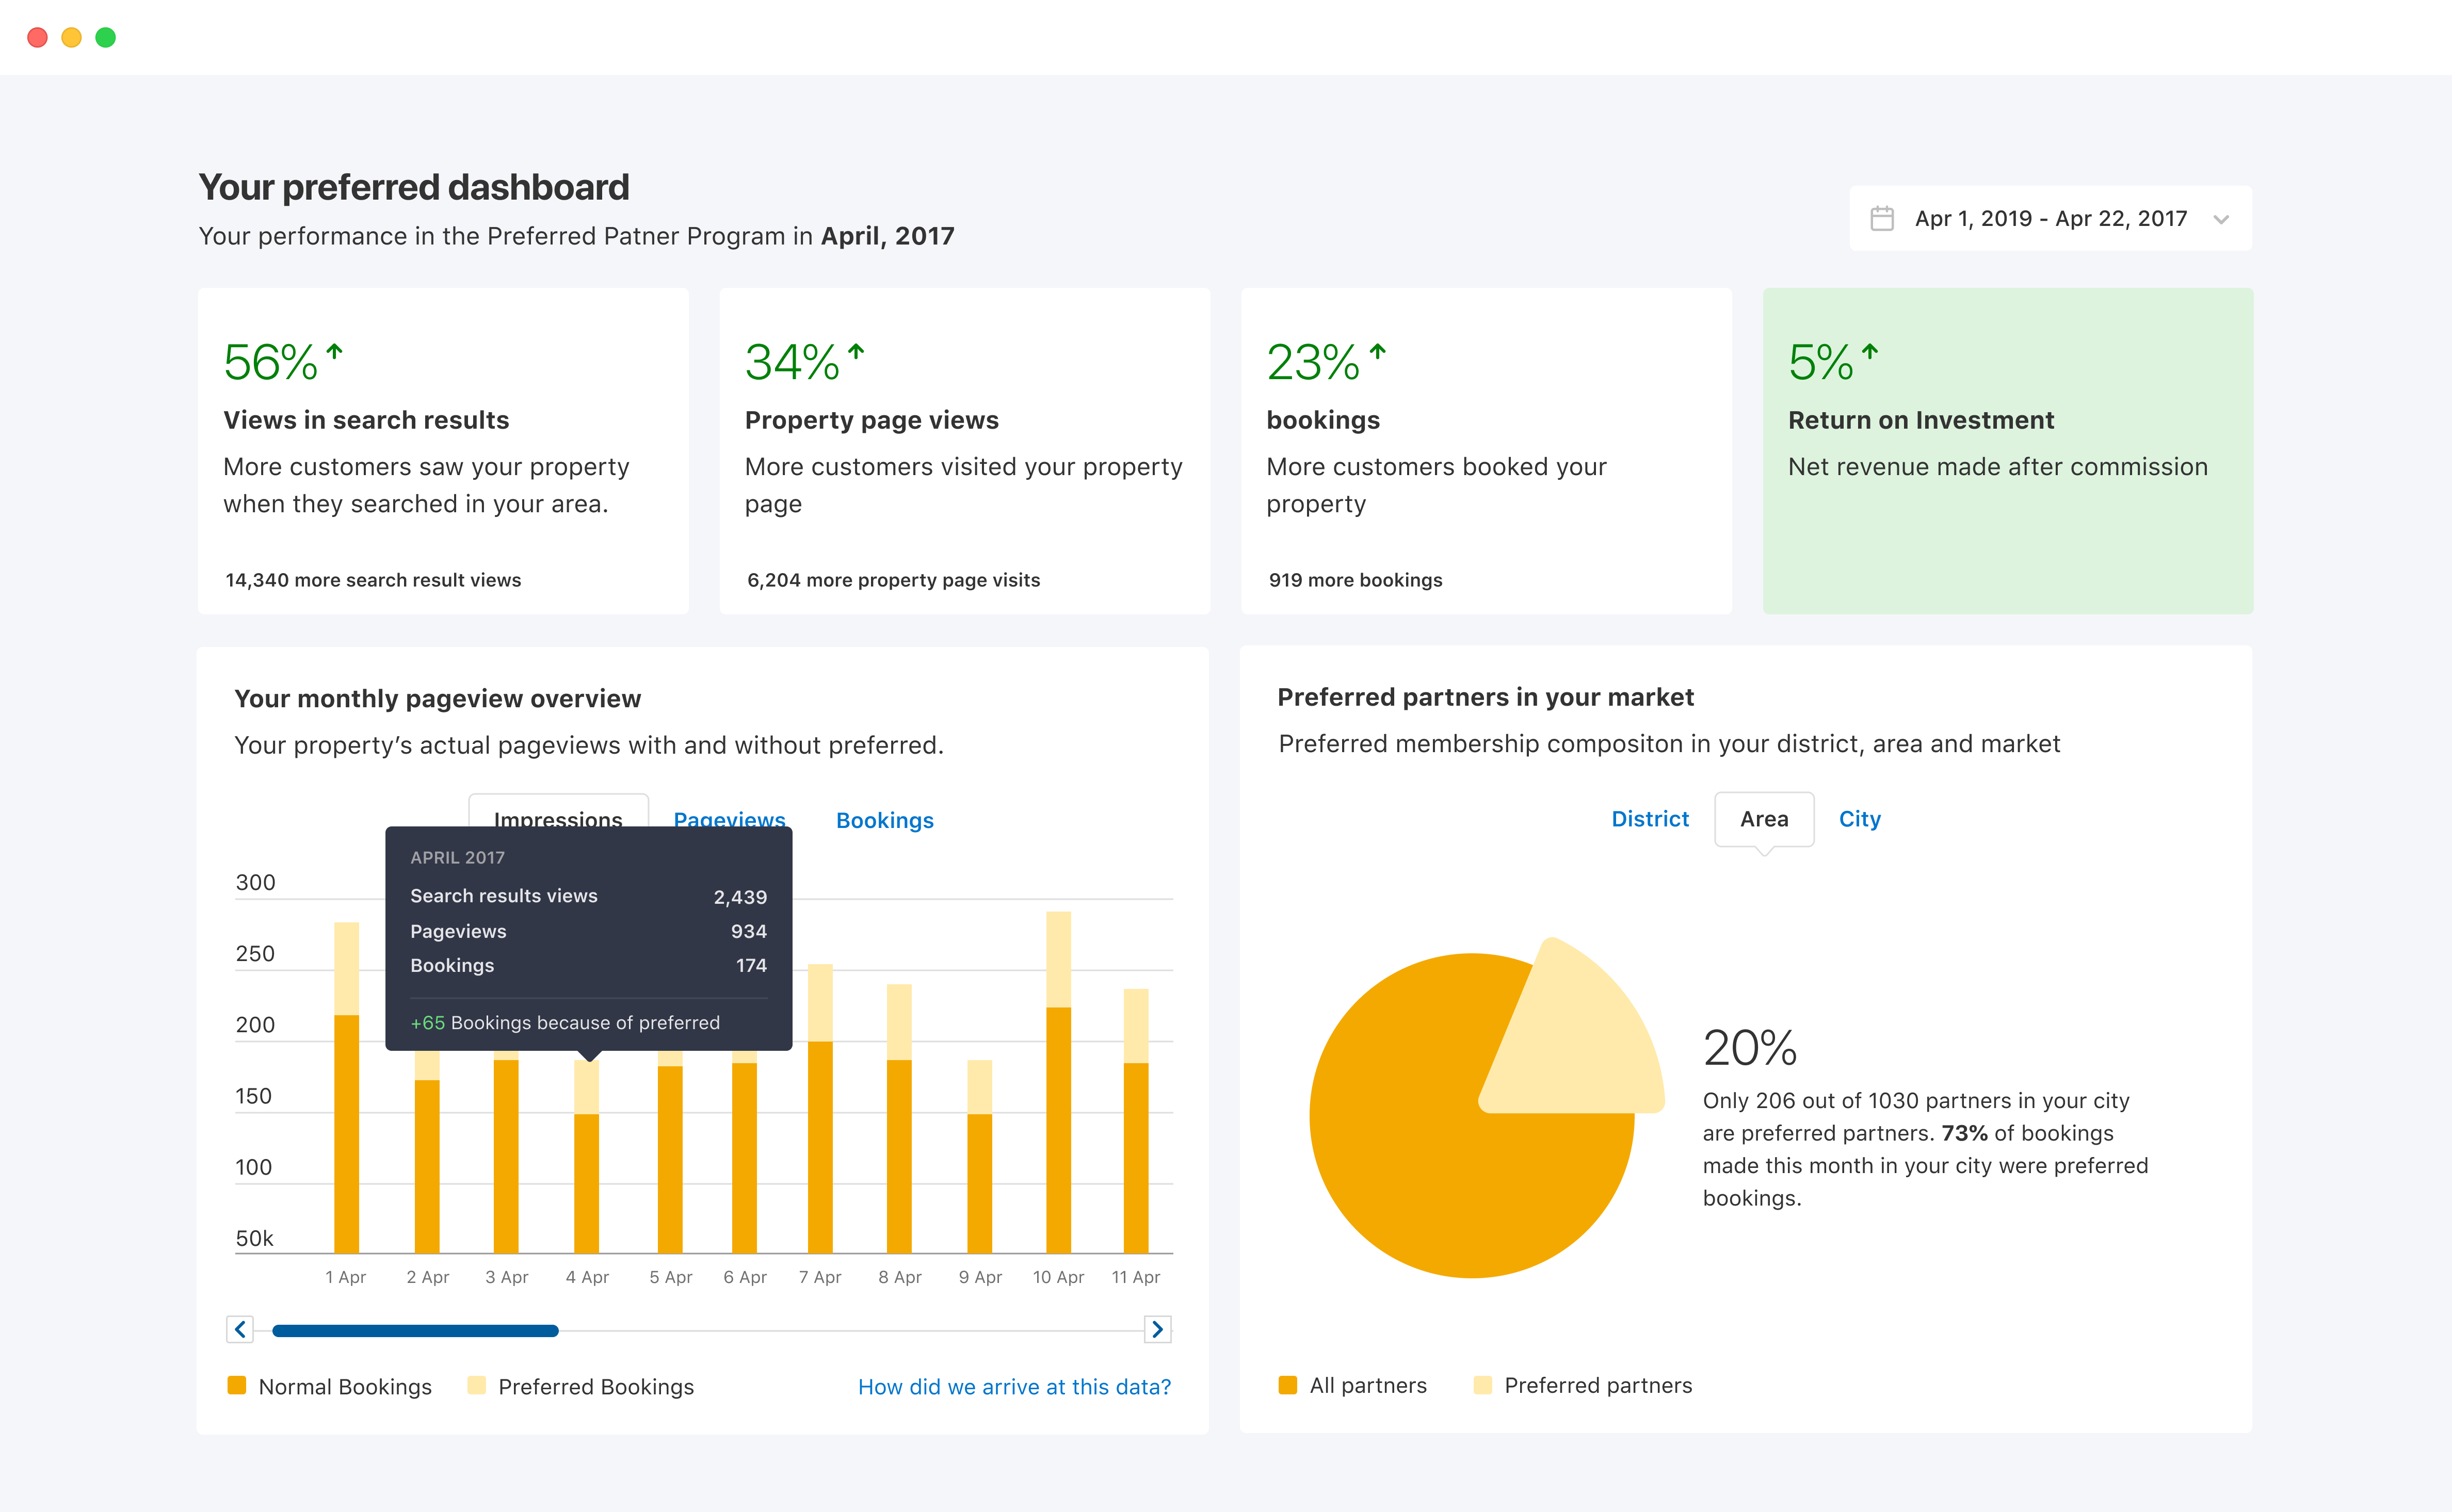 Your preferred dashboard
Your performance in the Preferred Patner Program in April, 2017
Apr 1, 2019 - Apr 22, 2017
56%
Views in search results
More customers saw your property
when they searched in your area.
14,340 more search result views
34%
Property page views
More customers visited your property
page
6,204 more property page visits
23%
bookings
More customers booked your
property
919 more bookings
5%
Return on Investment
Net revenue made after commission
Your monthly pageview overview
Your property’s actual pageviews with and without preferred.
Impressions Pageviews Bookings
APRIL 2017
Search results views 2,439
Pageviews 934
Bookings 174
+65 Bookings because of preferred
300
250
200
150
100
50k
1 Apr 2 Apr 3 Apr 4 Apr 5 Apr 6 Apr 7 Apr 8 Apr 9 Apr 10 Apr 11 Apr
Normal Bookings Preferred Bookings How did we arrive at this data?
Preferred partners in your market
Preferred membership compositon in your district, area and market
District Area City
20%
Only 206 out of 1030 partners in your city
are preferred partners. 73% of bookings
made this month in your city were preferred
bookings.
All partners Preferred partners